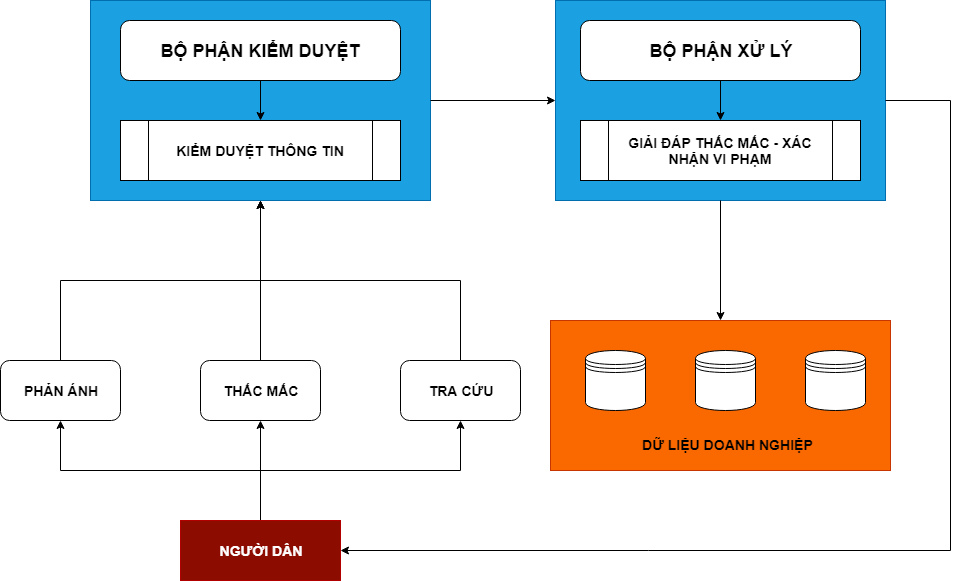 BỘ PHẬN KIỂM DUYỆT
KIỂM DUYỆT THÔNG TIN
BỘ PHẬN XỬ LÝ
GIẢI ĐÁP THẮC MẮC - XÁC
NHẬN VI PHẠM
PHẢN ÁNH
THẮC MẮC
TRA CỨU
DỮ LIỆU DOANH NGHIỆP
NGƯỜI DÂN